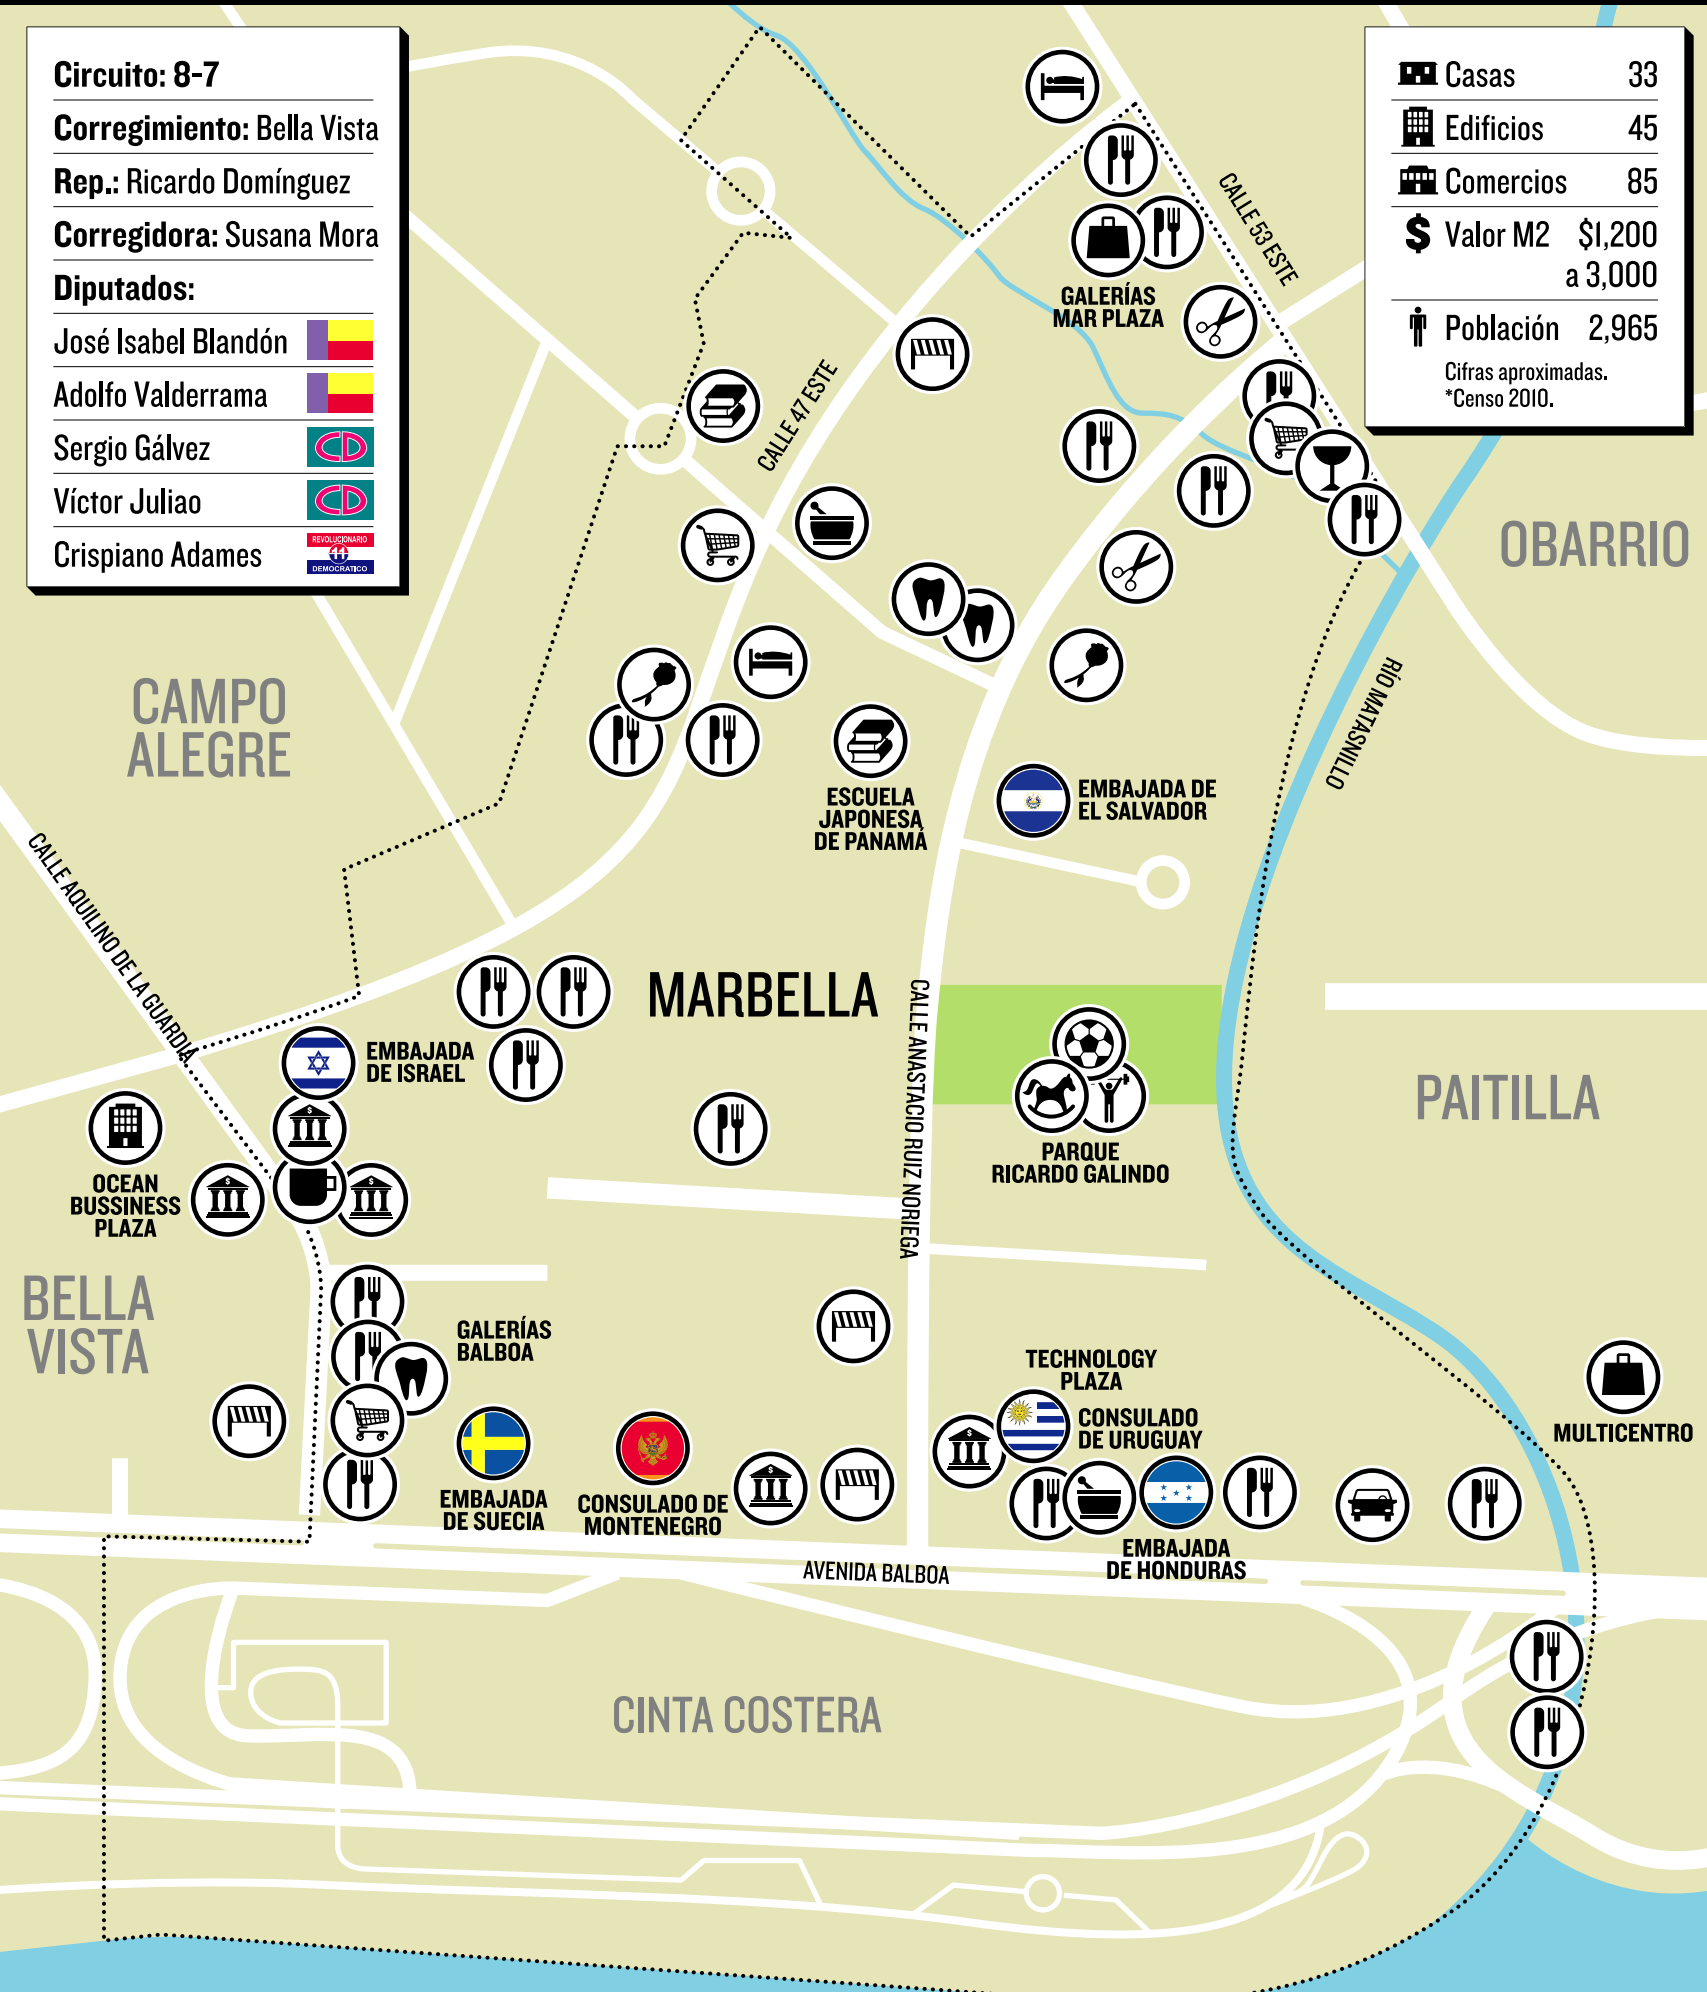 Circuito: 8-7
Corregimiento: Bella Vista
Rep.: Ricardo Domínguez
Corregidora: Susana Mora
Diputados:
José Isabel Blandón
Adolfo Valderrama
Sergio Gálvez
CD
Víctor Juliao
CD
Crispiano Adames
REVOLUCIONARIO
11
DEMOCRATICO
Casas 33
Edificios 45
Comercios 85
$ Valor M2 $1,200
a 3,000
Población 2,965
Cifras aproximadas.
*Censo 2010.
CALLE 53 ESTE
GALERÍAS
MAR PLAZA
CALLE 47 ESTE
OBARRIO
CAMPO
ALEGRE
RÍO MATASNILLO
ESCUELA
JAPONESA
DE PANAMÁ
EMBAJADA DE
EL SALVADOR
CALLE AQUILINO DE LA GUARDIA
MARBELLA
CALLE ANASTACIO RUIZ NORIEGA
EMBAJADA
DE ISRAEL
PAITILLA
OCEAN
BUSSINESS
PLAZA
PARQUE
RICARDO GALINDO
BELLA
VISTA
GALERÍAS
BALBOA
TECHNOLOGY
PLAZA
CONSULADO
DE URUGUAY
MULTICENTRO
EMBAJADA
DE SUECIA
CONSULADO DE
MONTENEGRO
EMBAJADA
DE HONDURAS
AVENIDA BALBOA
CINTA COSTERA